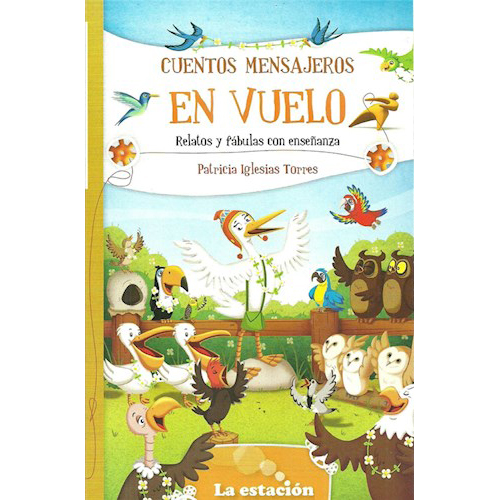 CUENTOS MENSAJEROS
EN VUELO
Relatos y fábulas con enseñanza
Patricia Iglesias Torres
La estación